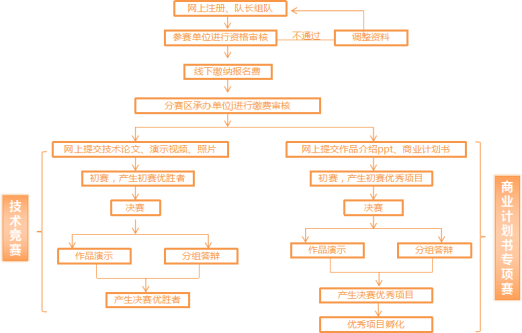 网上注册、队长组队
参赛单位进行资格审核
不通过
调整资料
线下缴纳报名费
分赛区承办单位j进行缴费审核
网上提交技术论文、演示视频、照片
网上提交作品介绍ppt、商业计划书
初赛，产生初赛优胜者
初赛，产生初赛优秀项目
技术竞赛
决赛
决赛
商业计划书专项赛
作品演示
分组答辩
作品演示
分组答辩
产生决赛优胜者
产生决赛优秀项目
优秀项目孵化